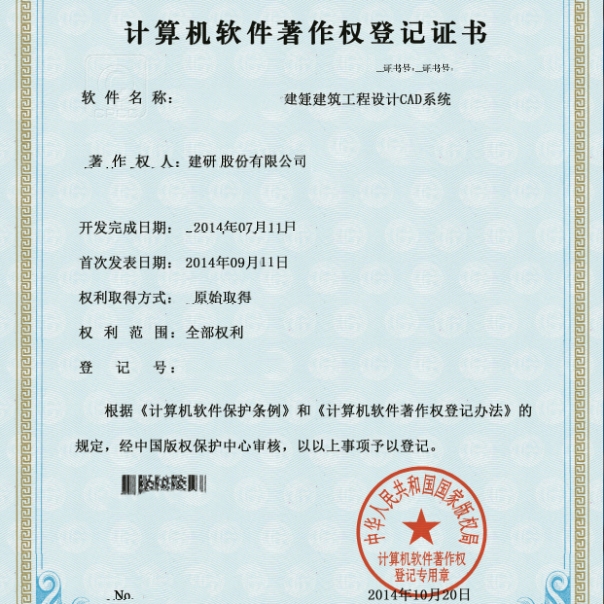 计算机软件著作权登记证书
证书号: 证书号:
软 件 名 称: 建筳建筑工程设计CAD系统
著 作 权 人: 建研 股份有限公司
开发完成日期: 2014年07月11日
首次发表日期: 2014年09月11日
权利取得方式: 原始取得
权 利 范 围: 全部权利
登 记 号:
根据《计算机软件保护条例》和《计算机软件著作权登记办法》的
规定,经中国版权保护中心审核,以以上事项予以登记。
中华人民共和国国家版权局
计算机软件著作权
登记专用章
No. 2014年10月20日